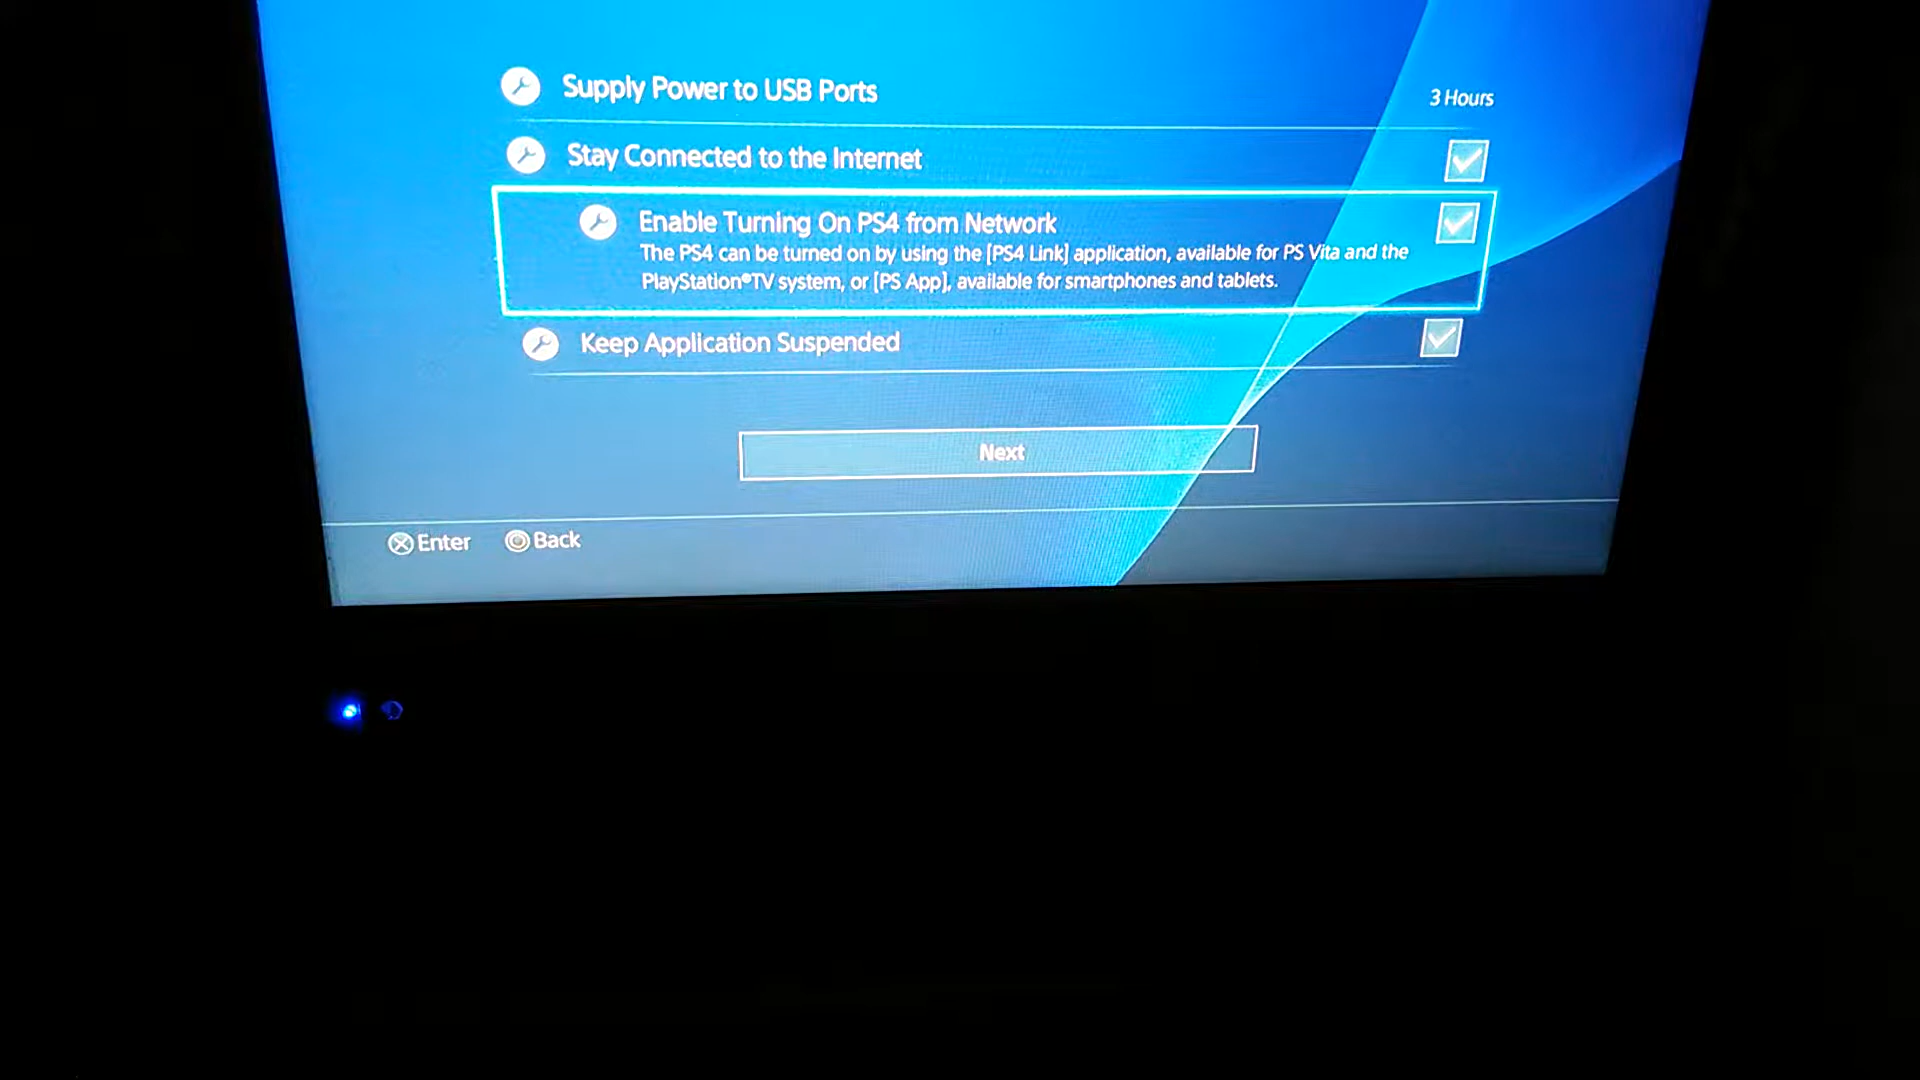 Supply Power to USB Ports
3 Hours
Stay Connected to the Internet
Enable Turning On PS4 from Network
The PS4 can be turned on by using the [PS4 Link] application, available for PS Vita and the
PlayStation®TV system, or [PS App], available for smartphones and tablets.
Keep Application Suspended
Next
Enter
Back